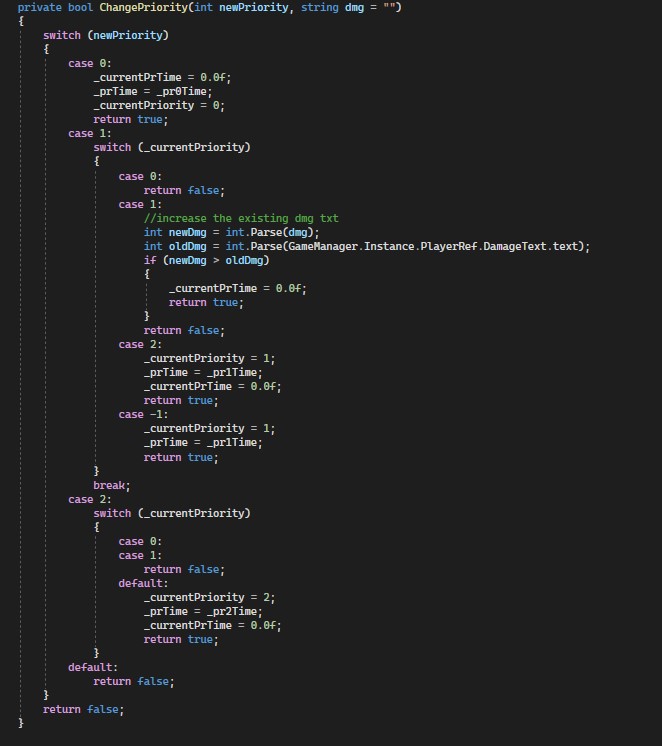 private bool ChangePriority(int newPriority, string dmg = "")
{
switch (newPriority)
{
case 0:
_currentPrTime = 0.0f;
_prTime = _pr0Time;
_currentPriority = 0;
return true;
case 1:
switch (_currentPriority)
{
case 0:
return false;
case 1:
//increase the existing dmg txt
int newDmg = int.Parse(dmg);
int oldDmg = int.Parse(GameManager.Instance.PlayerRef.DamageText.text);
if (newDmg > oldDmg)
{
_currentPrTime = 0.0f;
return true;
}
return false;
case 2:
_currentPriority = 1;
_prTime = _pr1Time;
_currentPrTime = 0.0f;
return true;
case -1:
_currentPriority = 1;
_prTime = _pr1Time;
return true;
}
break;
case 2:
switch (_currentPriority)
{
case 0:
case 1:
return false;
default:
_currentPriority = 2;
_prTime = _pr2Time;
_currentPrTime = 0.0f;
return true;
}
default:
return false;
}
return false;
}